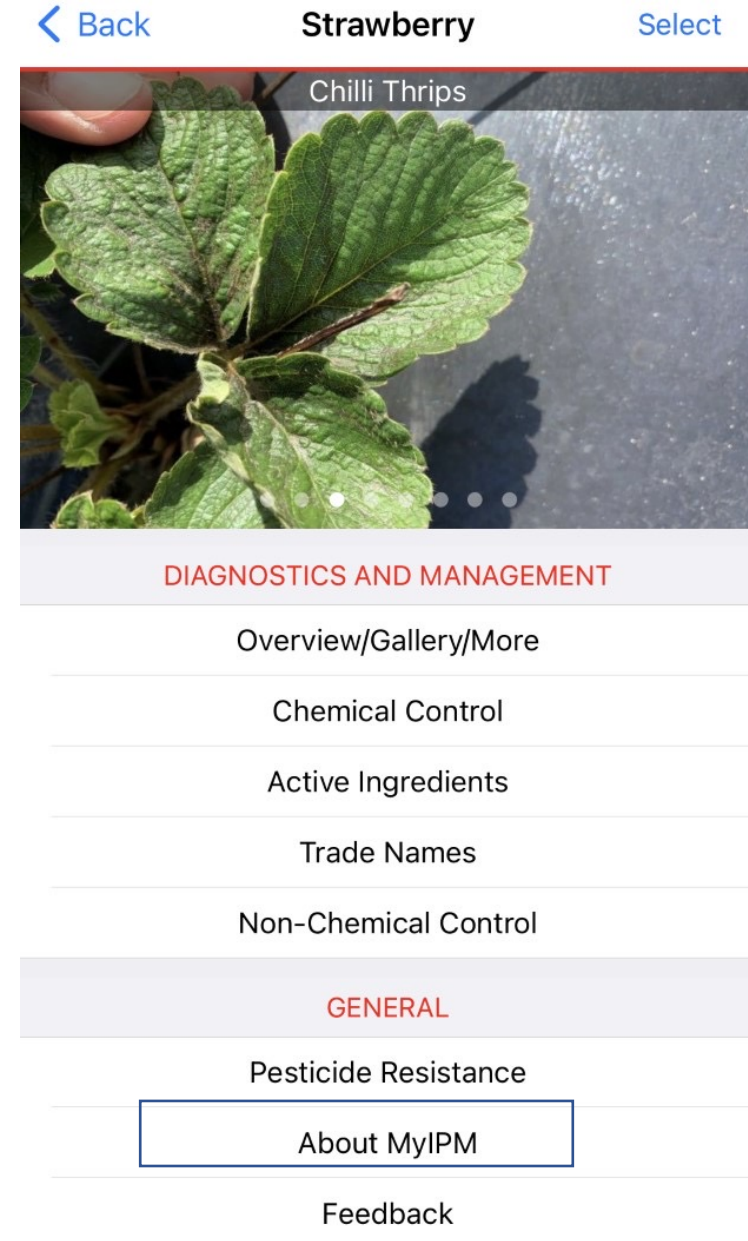 Back Strawberry Select
Chilli Thrips
DIAGNOSTICS AND MANAGEMENT
Overview/Gallery/More
Chemical Control
Active Ingredients
Trade Names
Non-Chemical Control
GENERAL
Pesticide Resistance
About MyIPM
Feedback